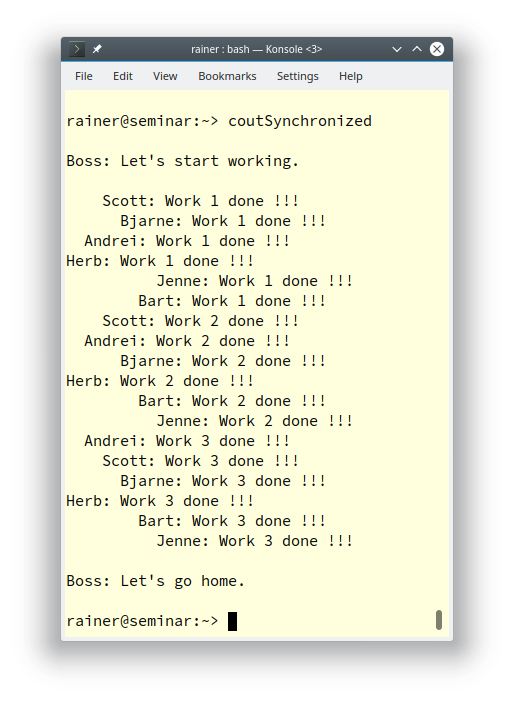 rainer : bash — Konsole <3>
File Edit View Bookmarks Settings Help
rainer@seminar:~> coutSynchronized
Boss: Let's start working.
Scott: Work 1 done !!!
Bjarne: Work 1 done !!!
Andrei: Work 1 done !!!
Herb: Work 1 done !!!
Jenne: Work 1 done !!!
Bart: Work 1 done !!!
Scott: Work 2 done !!!
Andrei: Work 2 done !!!
Bjarne: Work 2 done !!!
Herb: Work 2 done !!!
Bart: Work 2 done !!!
Jenne: Work 2 done !!!
Andrei: Work 3 done !!!
Scott: Work 3 done !!!
Bjarne: Work 3 done !!!
Herb: Work 3 done !!!
Bart: Work 3 done !!!
Jenne: Work 3 done !!!
Boss: Let's go home.
rainer@seminar:~>